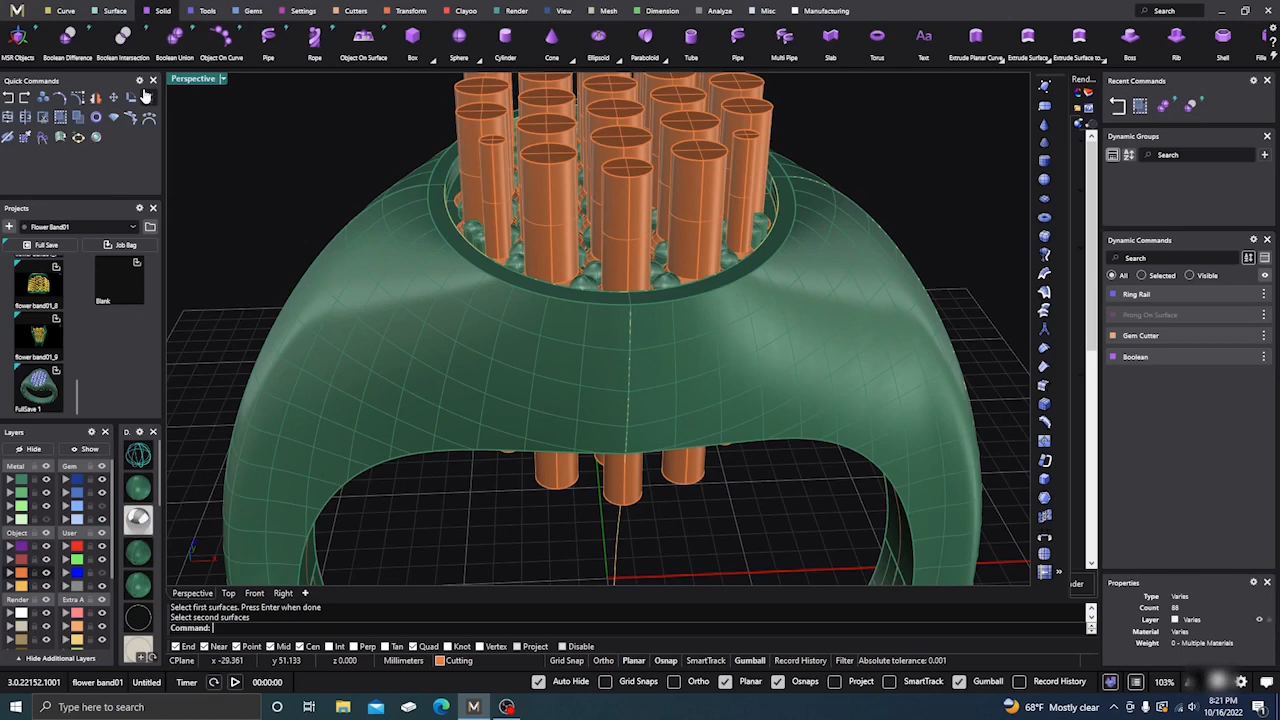 Curve Surface Solid Tools Gems Settings Cutters Transform Clayoo Render View Mesh Dimension Analyze Misc Manufacturing Search
MSR Objects Boolean Difference Boolean Intersection Boolean Union Object On Curve Pipe Rope Object On Surface Box Sphere Cylinder Cone Ellipsoid Paraboloid Tube Pipe Multi Pipe Slab Torus Text Extrude Planar Curve Extrude Surface Extrude Surface to... Boss Rib Shell
Quick Commands
Projects
Flower Band01
Full Save Job Bag
flower band01_8
Blank
flower band01_9
FullSave 1
Layers
D.
Hide Show
Metal Gem
Object User
Render Extra A
Hide Additional Layers
Perspective
Rend...
Perspective Top Front Right
Select first surfaces. Press Enter when done
Select second surfaces
Command:
End Near Point Mid Cen Int Perp Tan Quad Knot Vertex Project Disable
CPlane x -29.361 y 51.133 z 0.000 Millimeters Cutting Grid Snap Ortho Planar Osnap SmartTrack Gumball Record History Filter Absolute tolerance: 0.001
Recent Commands
Dynamic Groups
Search
Dynamic Commands
Search
All Selected Visible
Ring Rail
Prong On Surface
Gem Cutter
Boolean
Properties
Type Varies
Count 88
Layer Varies
Material Varies
Weight 0 - Multiple Materials
3.0.22152.1001 flower band01 Untitled Timer 00:00:00 Auto Hide Grid Snaps Ortho Planar Osnaps Project SmartTrack Gumball Record History 103%
Type here to search
68°F Mostly clear
8:21 PM
10/16/2022